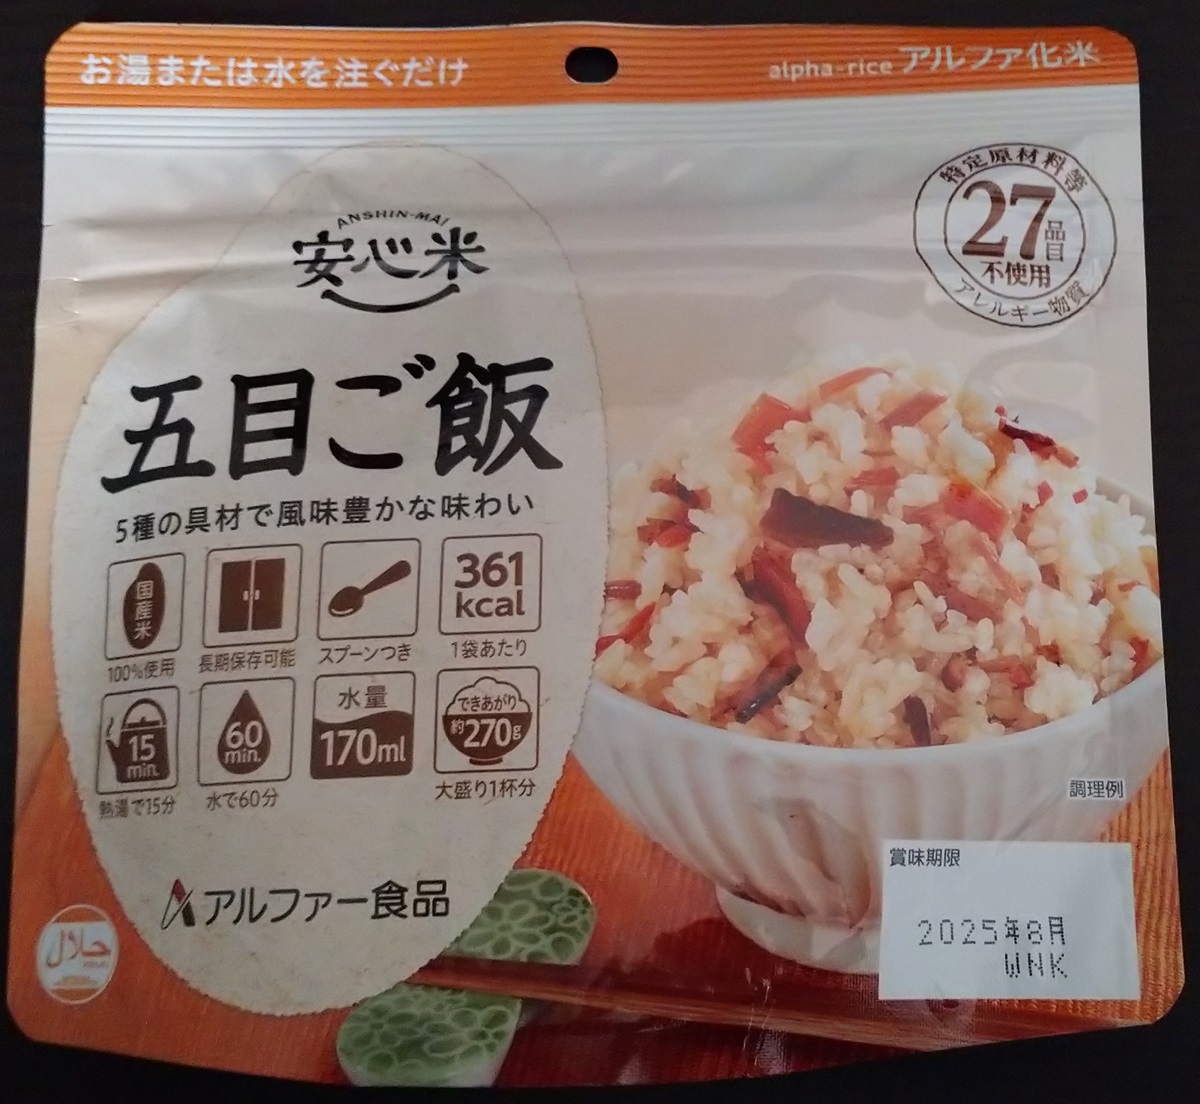 お湯または水を注ぐだけ
alpha-rice アルファ化米
特定原材料等
27品目
不使用
アレルギー物質
ANSHIN-MAI
安心米
五目ご飯
5種の具材で風味豊かな味わい
国産米
100%使用
長期保存可能
スプーンつき
361
kcal
1袋あたり
15
min.
熱湯で15分
60
min.
水で60分
水量
170ml
できあがり
約270g
大盛り1杯分
調理例
アルファー食品
حلال
HALAL
賞味期限
2025年8月
WNK